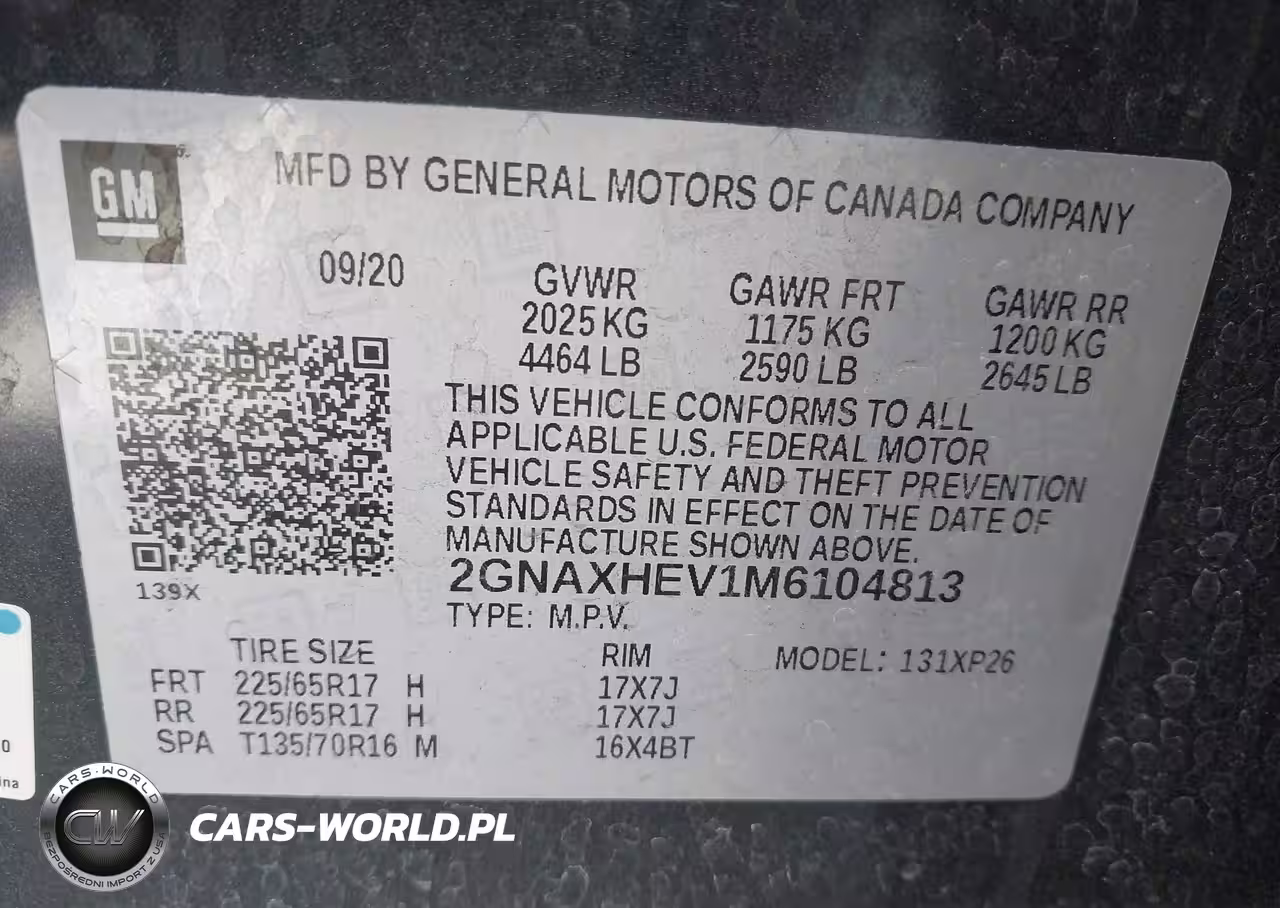 GM
MFD BY GENERAL MOTORS OF CANADA COMPANY
09/20
GVWR
2025 KG
4464 LB
GAWR FRT
1175 KG
2590 LB
GAWR RR
1200 KG
2645 LB
THIS VEHICLE CONFORMS TO ALL
APPLICABLE U.S. FEDERAL MOTOR
VEHICLE SAFETY AND THEFT PREVENTION
STANDARDS IN EFFECT ON THE DATE OF
MANUFACTURE SHOWN ABOVE.
2GNAXHEV1M6104813
TYPE: M.P.V.
139X
TIRE SIZE RIM MODEL: 131XP26
FRT 225/65R17 H 17X7J
RR 225/65R17 H 17X7J
SPA T135/70R16 M 16X4BT
CARS-WORLD
CW
BEZPOŚREDNI IMPORT Z USA
CARS-WORLD.PL